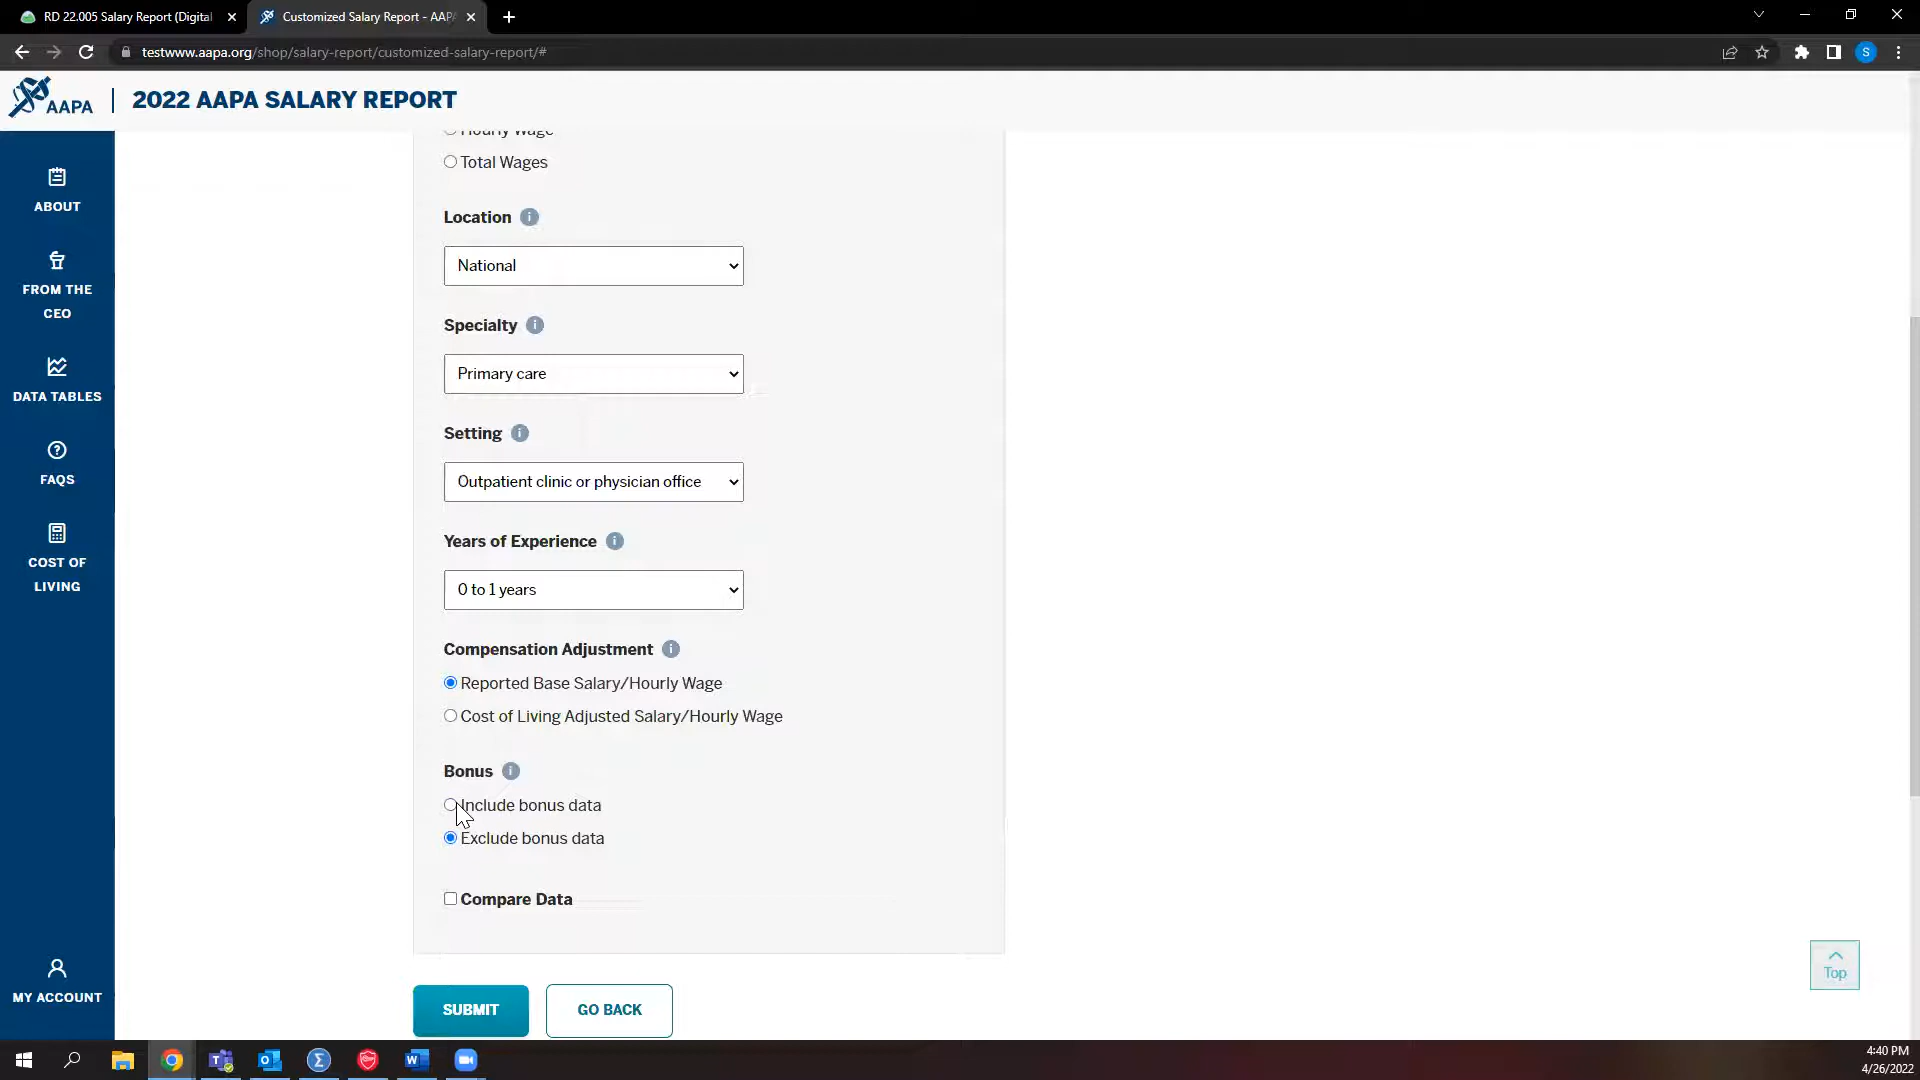 RD 22.005 Salary Report (Digital
Customized Salary Report - AAPA
testwww.aapa.org/shop/salary-report/customized-salary-report/#
S
AAPA
2022 AAPA SALARY REPORT
ABOUT
FROM THE
CEO
DATA TABLES
FAQS
COST OF
LIVING
MY ACCOUNT
Hourly Wage
Total Wages
Location i
National
Specialty i
Primary care
Setting i
Outpatient clinic or physician office
Years of Experience i
0 to 1 years
Compensation Adjustment i
Reported Base Salary/Hourly Wage
Cost of Living Adjusted Salary/Hourly Wage
Bonus i
Include bonus data
Exclude bonus data
Compare Data
SUBMIT
GO BACK
Top
4:40 PM
4/26/2022